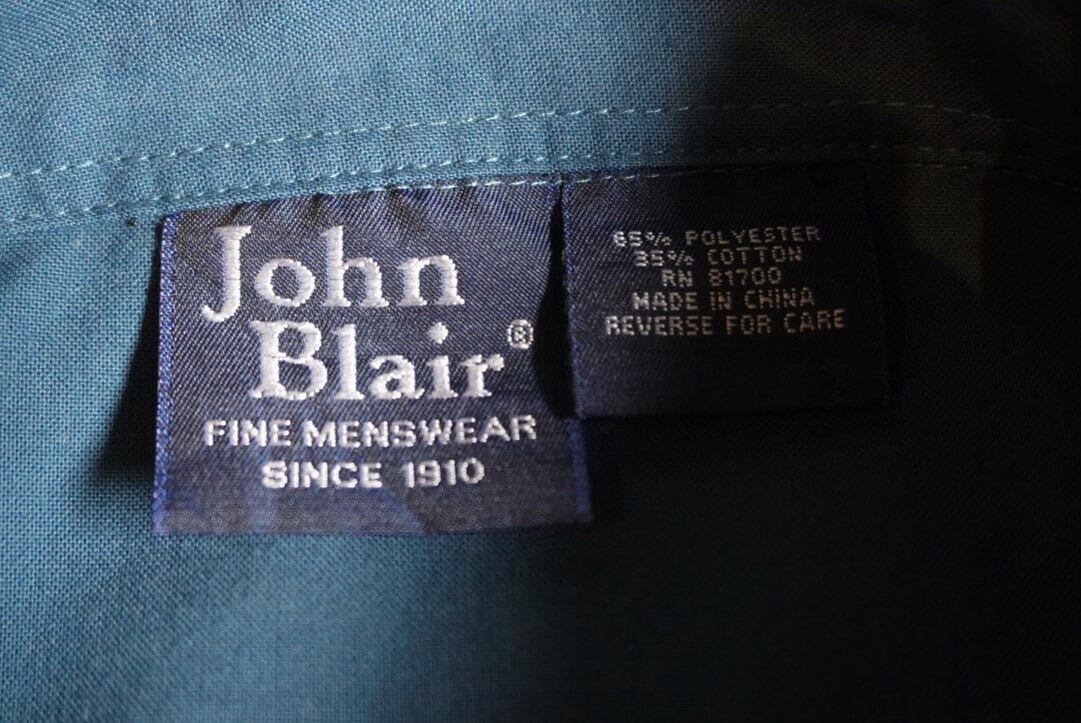 John
Blair®
FINE MENSWEAR
SINCE 1910
65% POLYESTER
35% COTTON
RN 81700
MADE IN CHINA
REVERSE FOR CARE